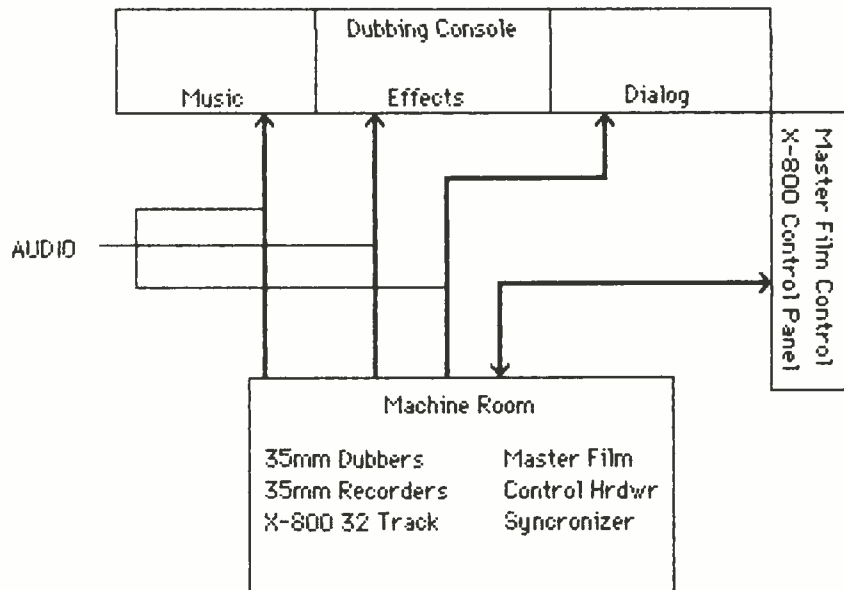 Dubbing Console
Music
Effects
Dialog
Master Film Control
X-800 Control Panel
AUDIO
Machine Room
35mm Dubbers
35mm Recorders
X-800 32 Track
Master Film
Control Hrdwr
Syncronizer